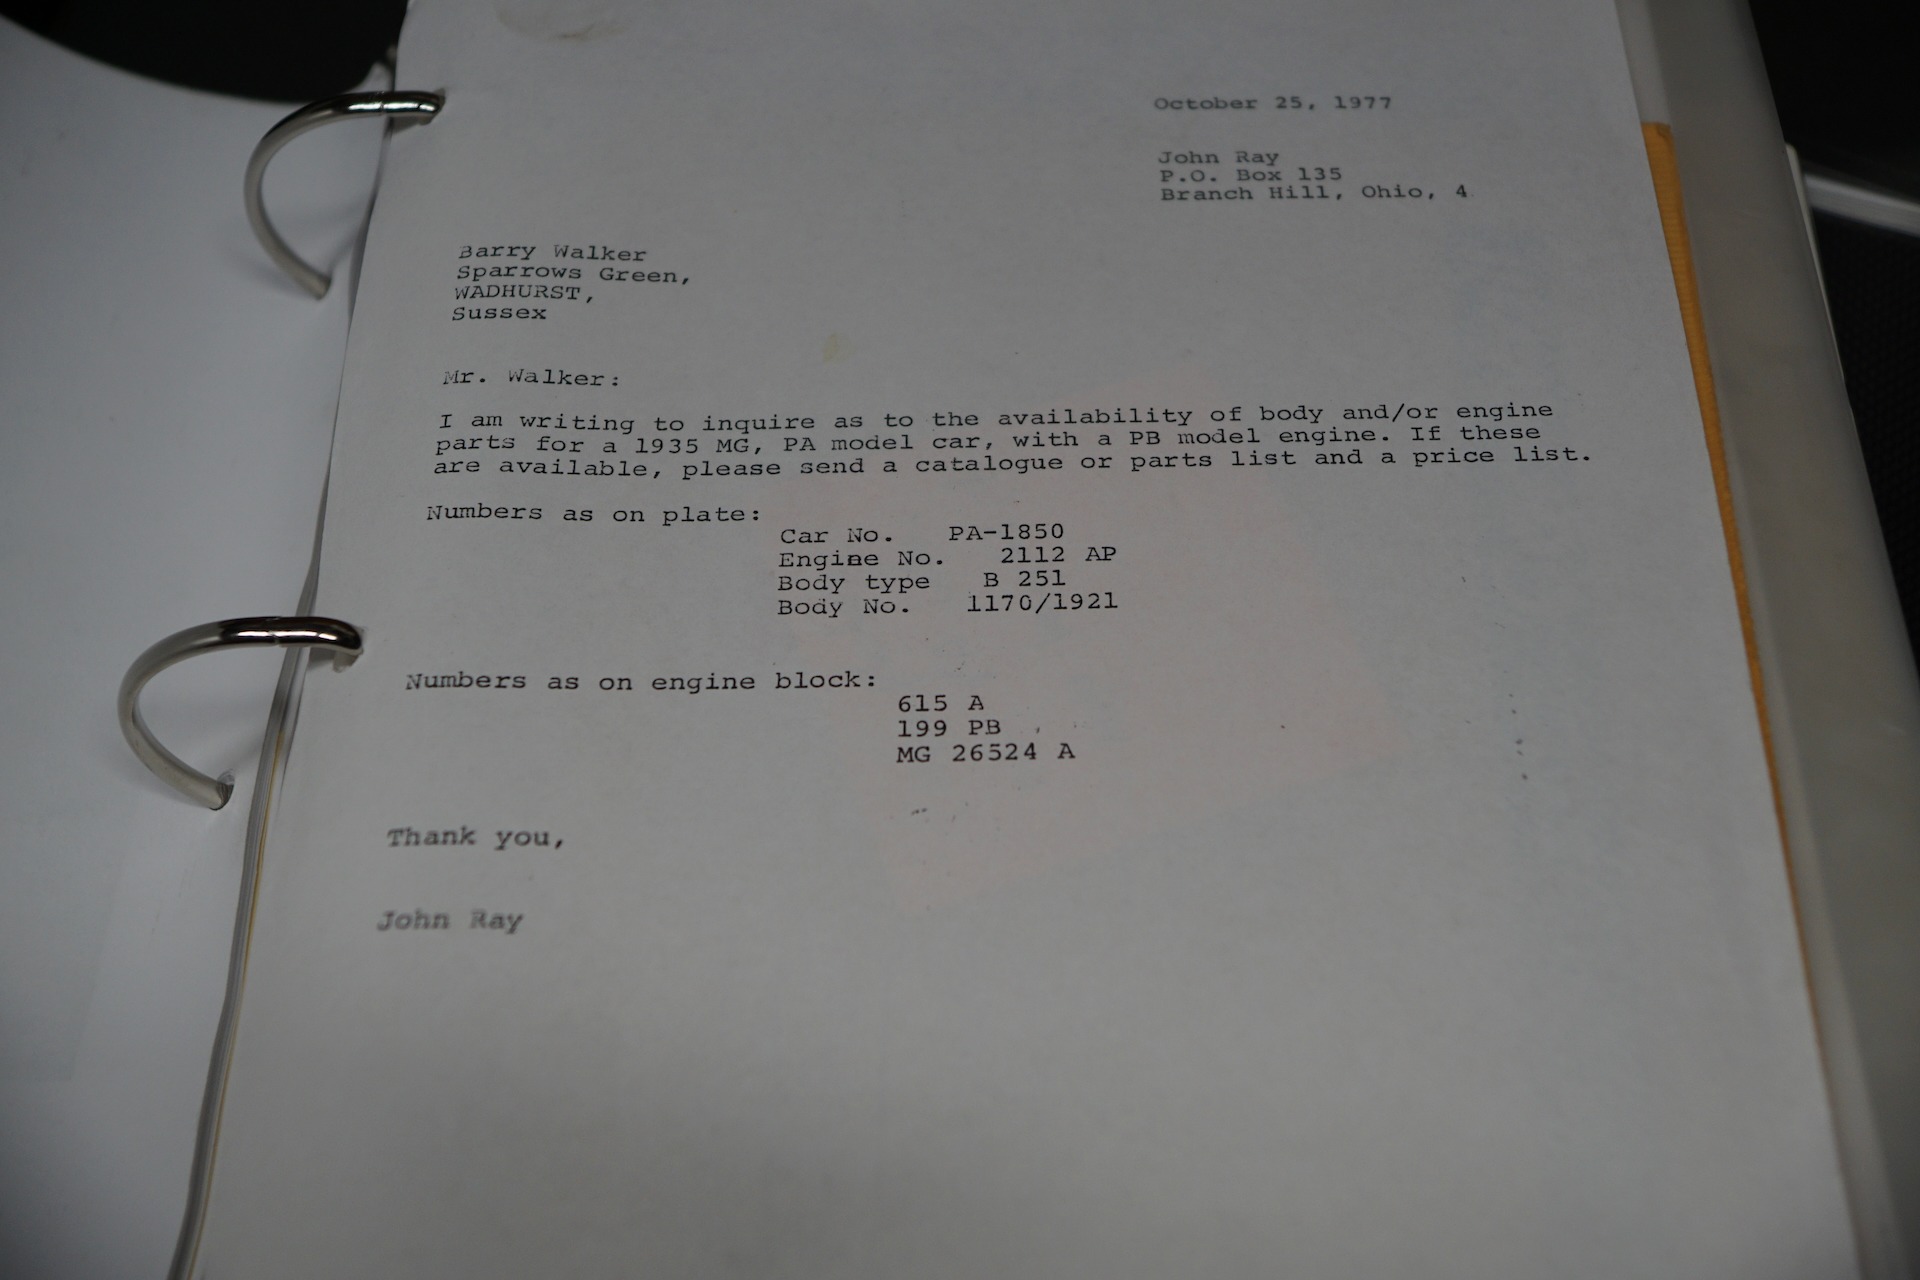 October 25, 1977
John Ray
P.O. Box 135
Branch Hill, Ohio, 4
Barry Walker
Sparrows Green,
WADHURST,
Sussex
Mr. Walker:
I am writing to inquire as to the availability of body and/or engine
parts for a 1935 MG, PA model car, with a PB model engine. If these
are available, please send a catalogue or parts list and a price list.
Numbers as on plate:
Car No. PA-1850
Engine No. 2112 AP
Body type B 251
Body No. 1170/1921
Numbers as on engine block:
615 A
199 PB
MG 26524 A
Thank you,
John Ray